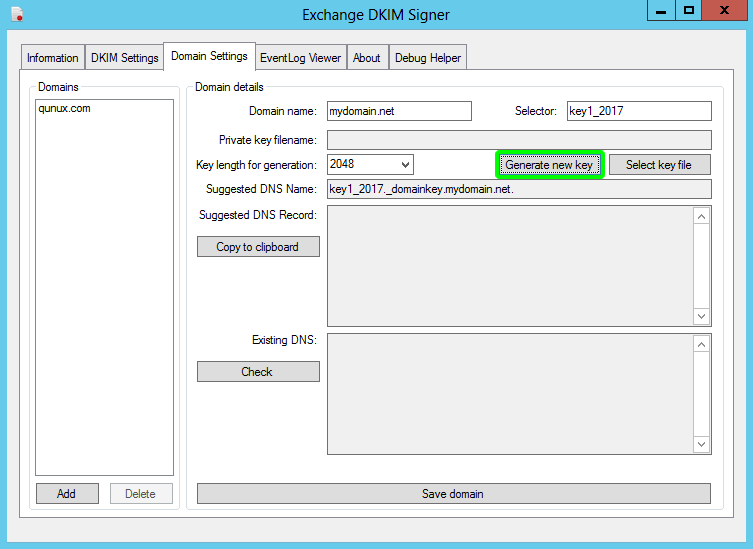 Exchange DKIM Signer
Infomation
DKIM Settings
Domain Settings
EventLog Viewer
About
Debug Helper
Domains
qunux.com
Add
Delete
Domain details
Domain name:
mydomain.net
Selector:
key1_2017
Private key filename:
Key length for generation:
2048
Generate new key
Select key file
Suggested DNS Name:
key1_2017._domainkey.mydomain.net.
Suggested DNS Record:
Copy to clipboard
Existing DNS:
Check
Save domain